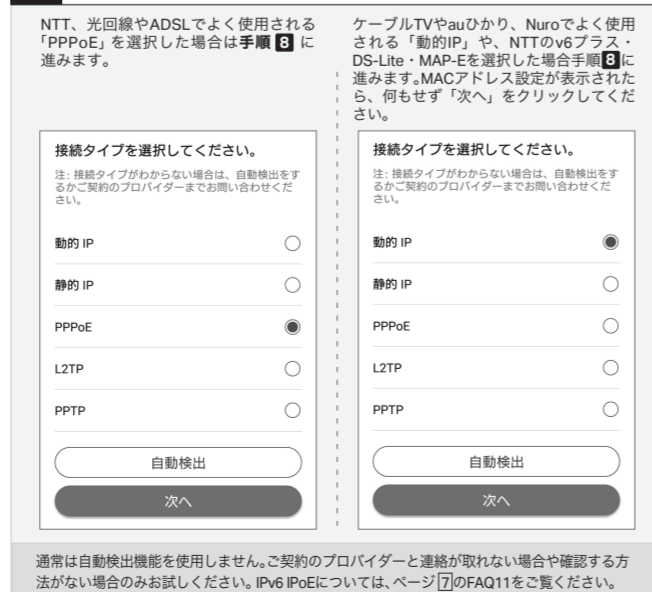 NTT、光回線やADSLでよく使用される
「PPPoE」を選択した場合は手順 8 に
進みます。
接続タイプを選択してください。
注: 接続タイプがわからない場合は、自動検出をす
るかご契約のプロバイダーまでお問い合わせくだ
さい。
動的 IP
静的 IP
PPPoE
L2TP
PPTP
自動検出
次へ
ケーブルTVやauひかり、Nuroでよく使用
される「動的IP」や、NTTのv6プラス・
DS-Lite・MAP-Eを選択した場合手順8に
進みます。MACアドレス設定が表示された
ら、何もせず「次へ」をクリックしてくだ
さい。
接続タイプを選択してください。
注: 接続タイプがわからない場合は、自動検出をす
るかご契約のプロバイダーまでお問い合わせくだ
さい。
動的 IP
静的 IP
PPPoE
L2TP
PPTP
自動検出
次へ
通常は自動検出機能を使用しません。ご契約のプロバイダーと連絡が取れない場合や確認する方
法がない場合のみお試しください。IPv6 IPoEについては、ページ7のFAQ11をご覧ください。